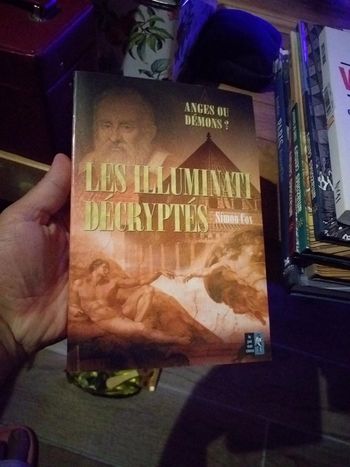 ANGES OU
DÉMONS ?
LES ILLUMINATI
DÉCRYPTÉS
Simon Cox